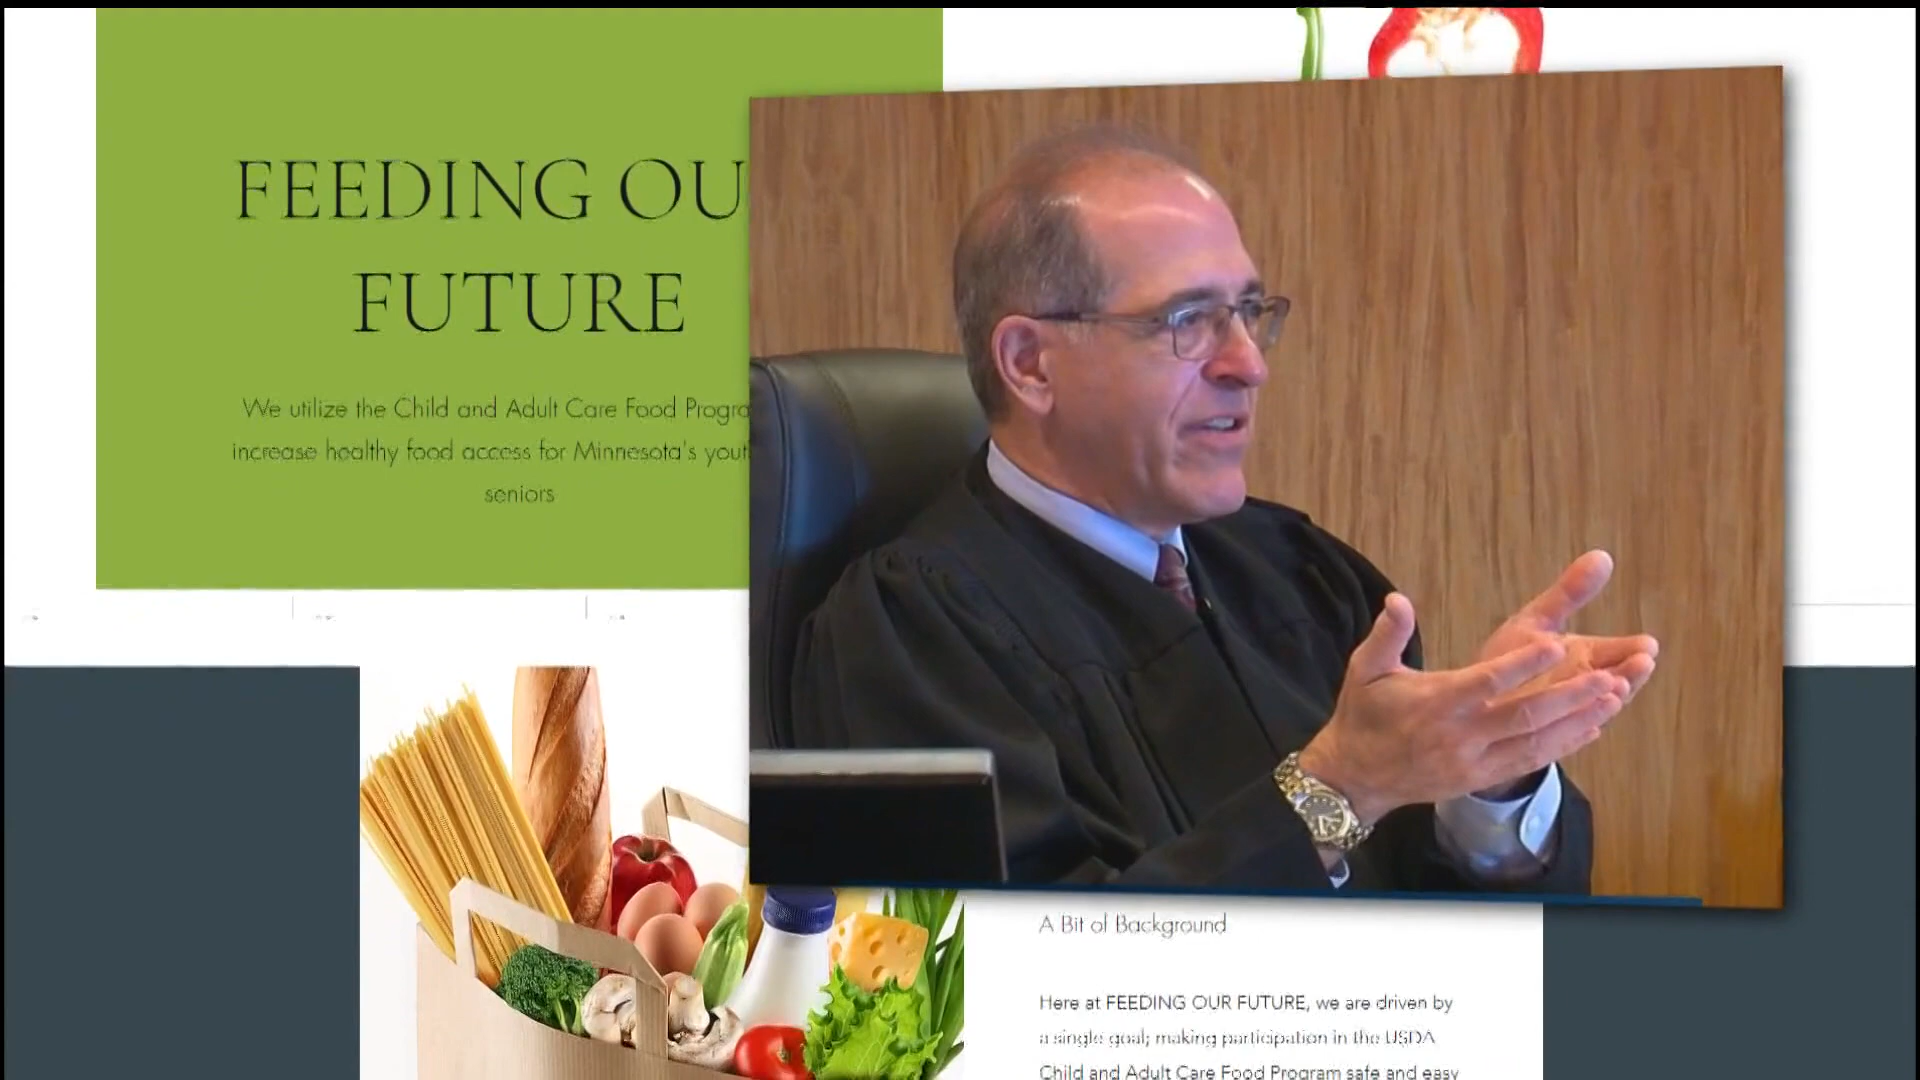 FEEDING OU
FUTURE
We utilize the Child and Adult Care Food Progra
increase healthy food access for Minnesota's yout
seniors
A Bit of Background
Here at FEEDING OUR FUTURE, we are driven by
a single goal; making participation in the USDA
Child and Adult Care Food Program safe and easy